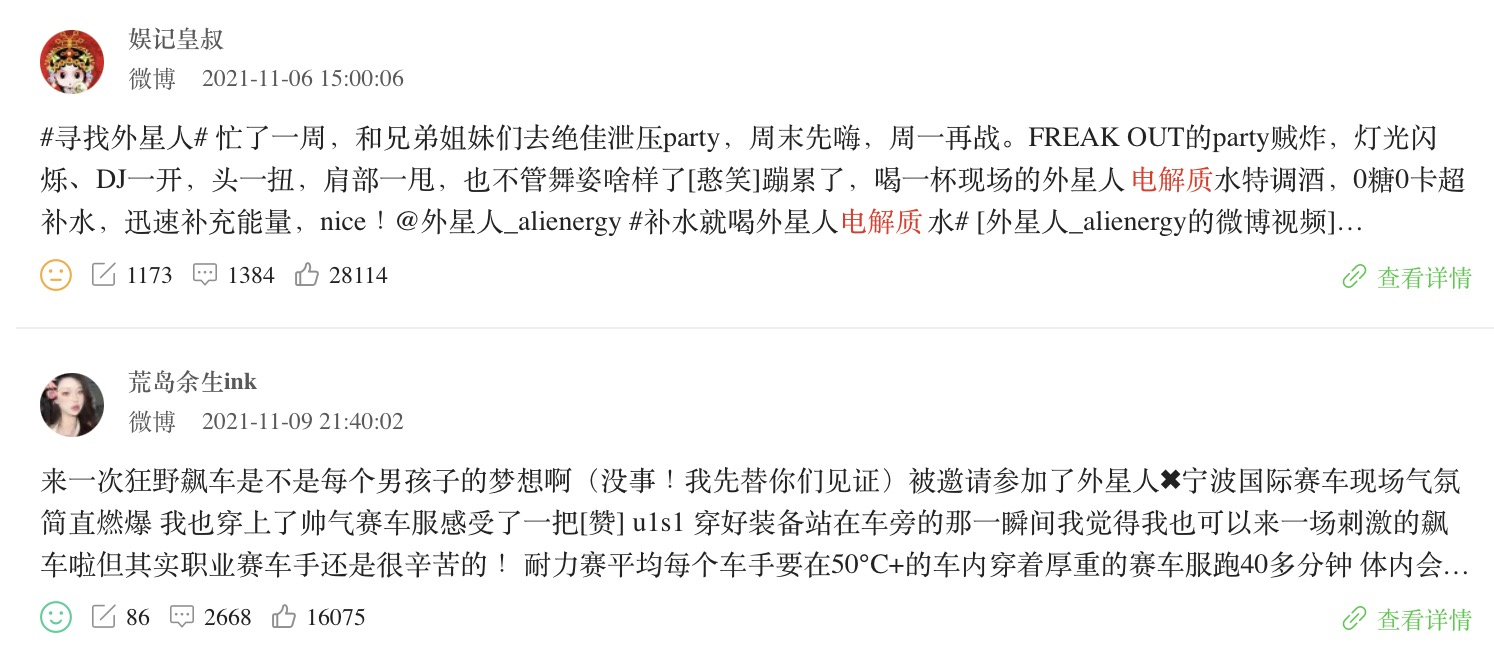 娱记皇叔
微博 2021-11-06 15:00:06
#寻找外星人# 忙了一周，和兄弟姐妹们去绝佳泄压party，周末先嗨，周一再战。FREAK OUT的party贼炸，灯光闪
烁、DJ一开，头一扭，肩部一甩，也不管舞姿啥样了[憨笑]蹦累了，喝一杯现场的外星人电解质水特调酒，0糖0卡超
补水，迅速补充能量，nice！@外星人_alienergy #补水就喝外星人电解质水# [外星人_alienergy的微博视频]…
1173 1384 28114 查看详情
荒岛余生ink
微博 2021-11-09 21:40:02
来一次狂野飙车是不是每个男孩子的梦想啊（没事！我先替你们见证）被邀请参加了外星人✖宁波国际赛车现场气氛
简直燃爆 我也穿上了帅气赛车服感受了一把[赞] u1s1 穿好装备站在车旁的那一瞬间我觉得我也可以来一场刺激的飙
车啦但其实职业赛车手还是很辛苦的！ 耐力赛平均每个车手要在50°C+的车内穿着厚重的赛车服跑40多分钟 体内会…
86 2668 16075 查看详情